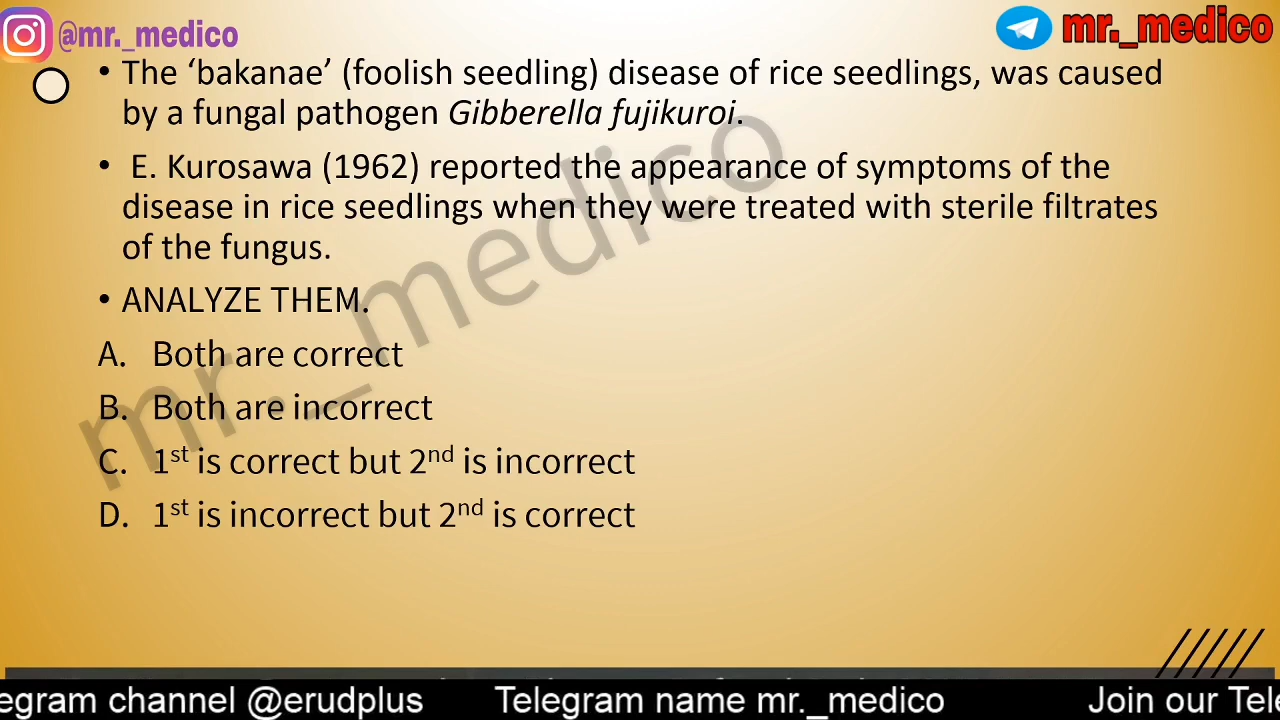 @mr._medico
mr._medico
• The ‘bakanae’ (foolish seedling) disease of rice seedlings, was caused
by a fungal pathogen Gibberella fujikuroi.
• E. Kurosawa (1962) reported the appearance of symptoms of the
disease in rice seedlings when they were treated with sterile filtrates
of the fungus.
• ANALYZE THEM.
A. Both are correct
B. Both are incorrect
C. 1st is correct but 2nd is incorrect
D. 1st is incorrect but 2nd is correct
mr._medico
egram channel @erudplus Telegram name mr._medico Join our Tele